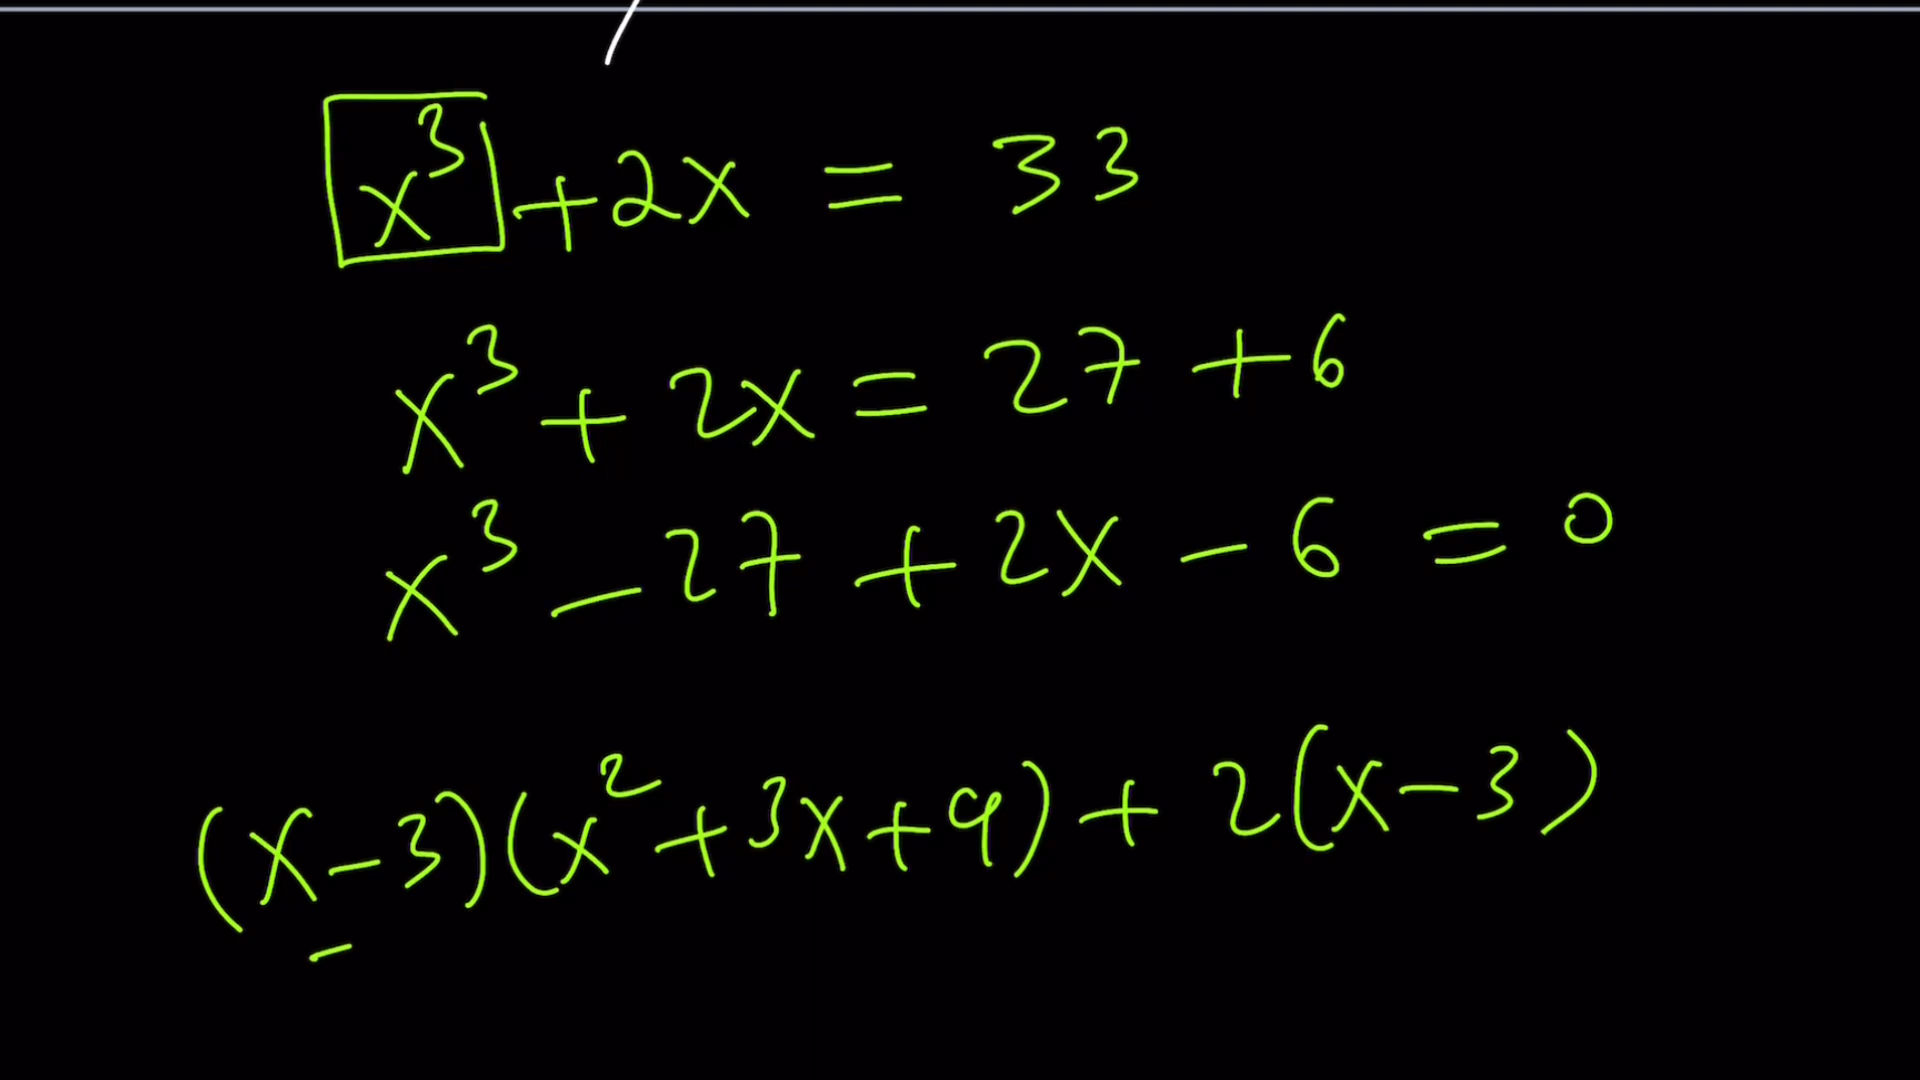 x³ + 2x = 33
x³ + 2x = 27 + 6
x³ - 27 + 2x - 6 = 0
(x - 3)(x² + 3x + 9) + 2(x - 3)